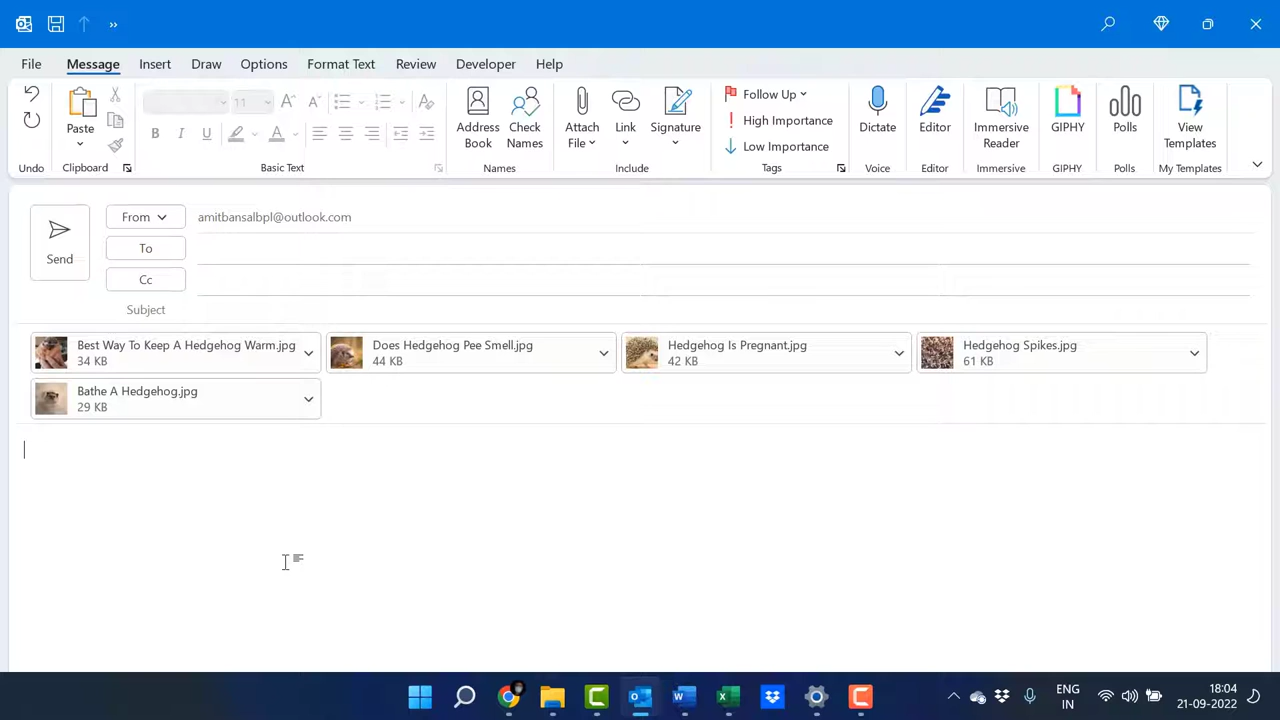 File Message Insert Draw Options Format Text Review Developer Help
Undo
Paste
Clipboard
11
B I U A
Basic Text
Address Book
Check Names
Names
Attach File
Link
Signature
Include
Follow Up
High Importance
Low Importance
Tags
Dictate
Voice
Editor
Editor
Immersive Reader
Immersive
GIPHY
GIPHY
Polls
Polls
View Templates
My Templates
Send
From amitbansalbpl@outlook.com
To
Cc
Subject
Best Way To Keep A Hedgehog Warm.jpg
34 KB
Does Hedgehog Pee Smell.jpg
44 KB
Hedgehog Is Pregnant.jpg
42 KB
Hedgehog Spikes.jpg
61 KB
Bathe A Hedgehog.jpg
29 KB
ENG
IN
18:04
21-09-2022